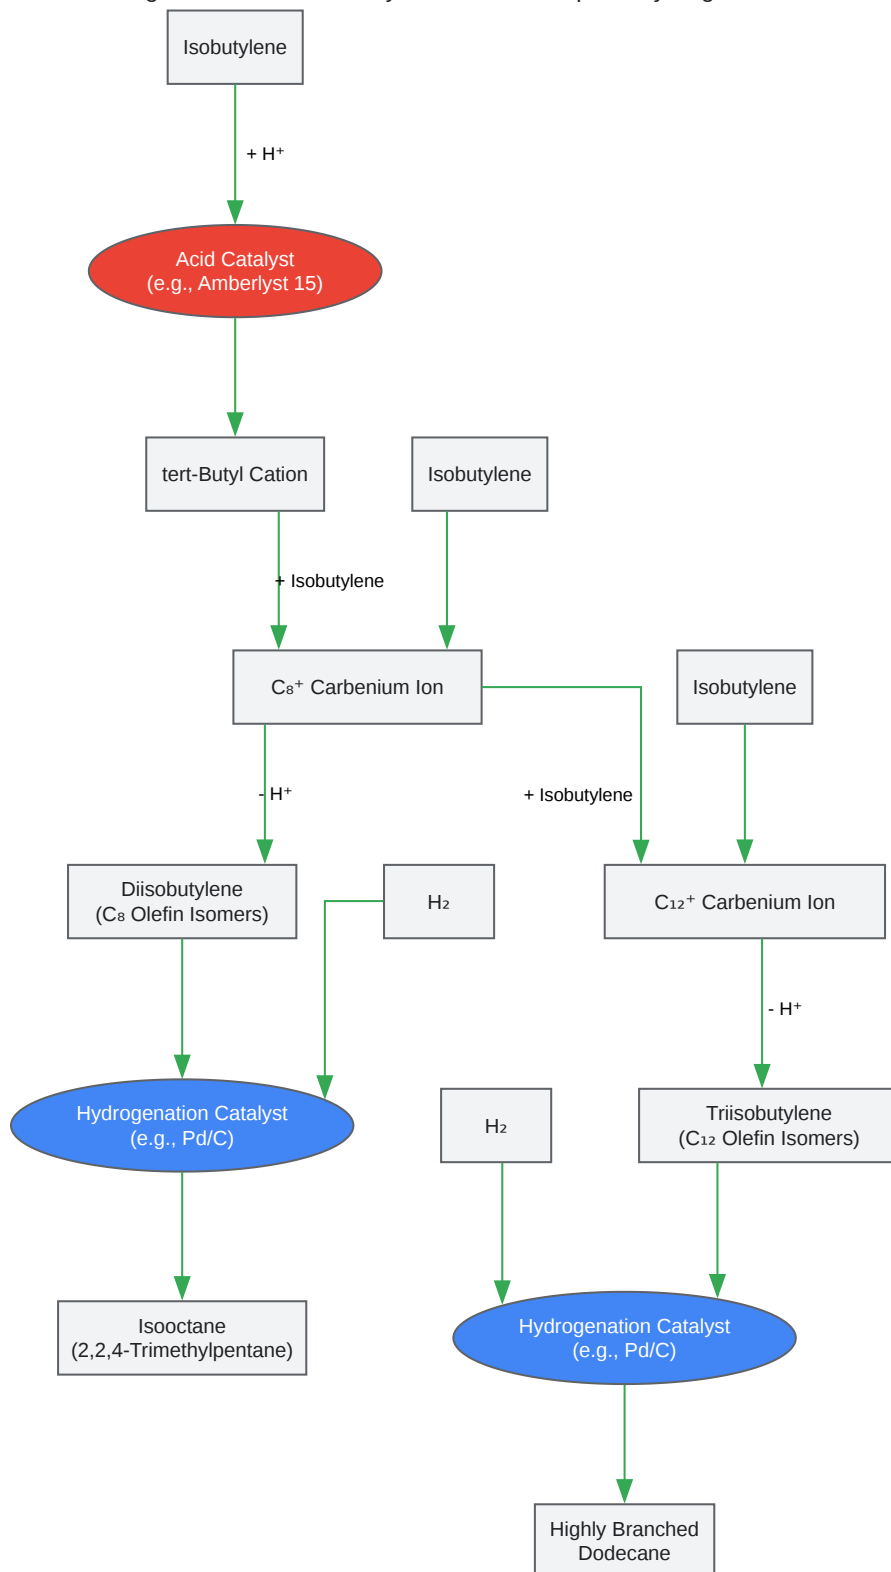 Isobutylene
+ H⁺
Acid Catalyst
(e.g., Amberlyst 15)
tert-Butyl Cation
Isobutylene
+ Isobutylene
C₈⁺ Carbenium Ion
Isobutylene
- H⁺
+ Isobutylene
Diisobutylene
(C₈ Olefin Isomers)
H₂
C₁₂⁺ Carbenium Ion
- H⁺
Hydrogenation Catalyst
(e.g., Pd/C)
H₂
Triisobutylene
(C₁₂ Olefin Isomers)
Isooctane
(2,2,4-Trimethylpentane)
Hydrogenation Catalyst
(e.g., Pd/C)
Highly Branched
Dodecane